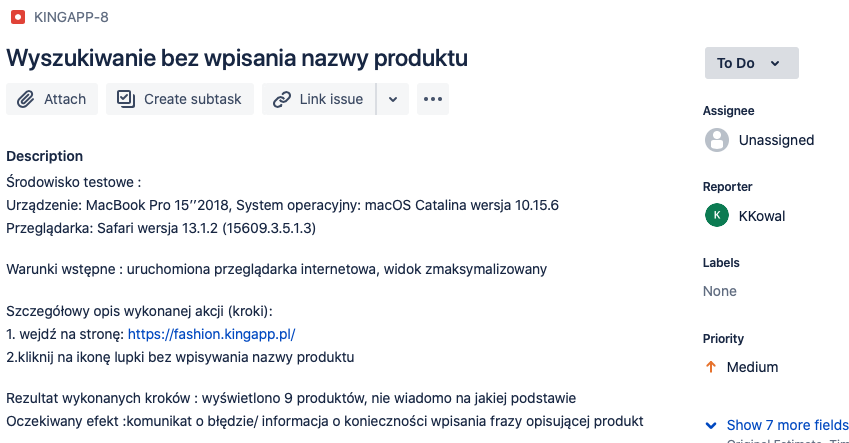 KINGAPP-8
Wyszukiwanie bez wpisania nazwy produktu
Attach
Create subtask
Link issue
Description
Środowisko testowe :
Urządzenie: MacBook Pro 15’’2018, System operacyjny: macOS Catalina wersja 10.15.6
Przeglądarka: Safari wersja 13.1.2 (15609.3.5.1.3)
Warunki wstępne : uruchomiona przeglądarka internetowa, widok zmaksymalizowany
Szczegółowy opis wykonanej akcji (kroki):
1. wejdź na stronę: https://fashion.kingapp.pl/
2.kliknij na ikonę lupki bez wpisywania nazwy produktu
Rezultat wykonanych kroków : wyświetlono 9 produktów, nie wiadomo na jakiej podstawie
Oczekiwany efekt :komunikat o błędzie/ informacja o konieczności wpisania frazy opisującej produkt
To Do
Assignee
Unassigned
Reporter
K
KKowal
Labels
None
Priority
Medium
Show 7 more fields
Original Estimate, Tim